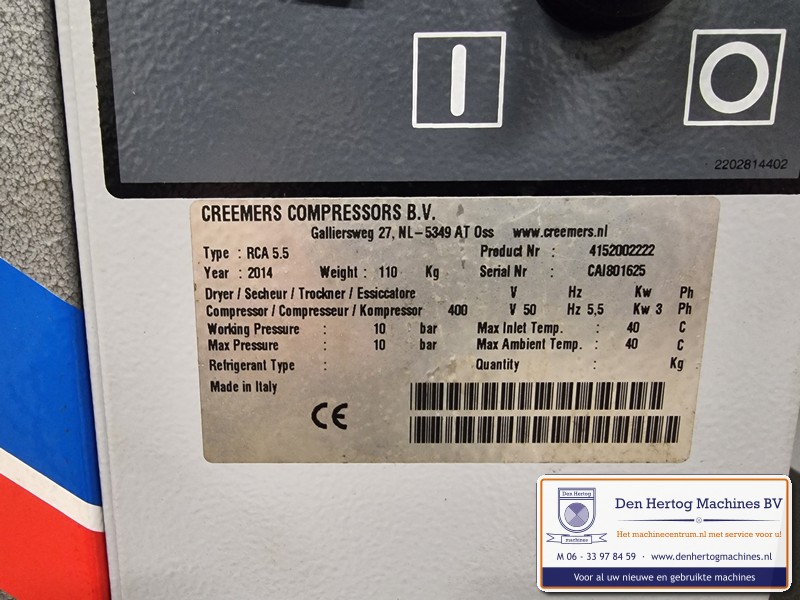 2202814402
CREEMERS COMPRESSORS B.V.
Galliersweg 27, NL-5349 AT Oss www.creemers.nl
Type : RCA 5.5 Product Nr : 4152002222
Year : 2014 Weight : 110 Kg Serial Nr : CAI801625
Dryer / Secheur / Trockner / Essiccatore V Hz Kw Ph
Compressor / Compresseur / Kompressor 400 V 50 Hz 5,5 Kw 3 Ph
Working Pressure : 10 bar Max Inlet Temp. : 40 C
Max Pressure : 10 bar Max Ambient Temp. : 40 C
Refrigerant Type : Quantity : Kg
Made in Italy
CE
Den Hertog
machines
Den Hertog Machines BV
Het machinecentrum.nl met service voor u!
M 06 - 33 97 84 59 · www.denhertogmachines.nl
Voor al uw nieuwe en gebruikte machines